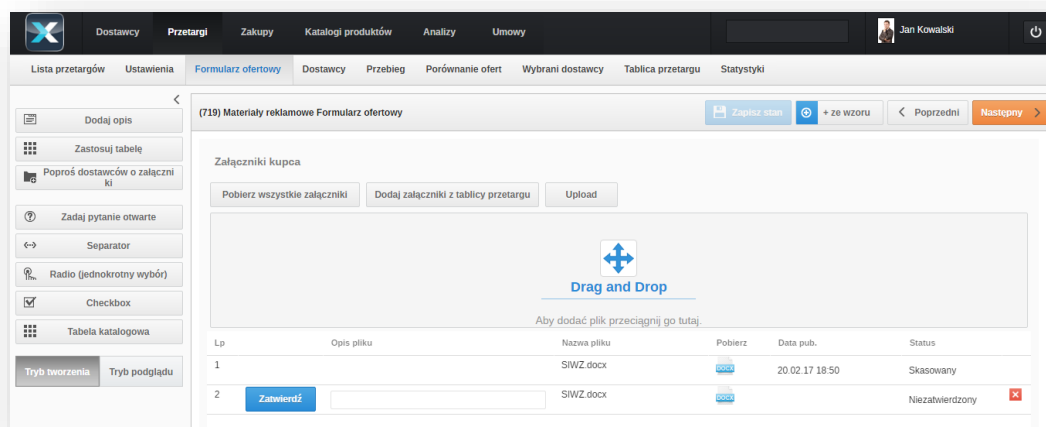 Dostawcy Przetargi Zakupy Katalogi produktów Analizy Umowy Jan Kowalski
Lista przetargów Ustawienia Formularz ofertowy Dostawcy Przebieg Porównanie ofert Wybrani dostawcy Tablica przetargu Statystyki
Dodaj opis
Zastosuj tabelę
Poproś dostawców o załączni
ki
Zadaj pytanie otwarte
Separator
Radio (jednokrotny wybór)
Checkbox
Tabela katalogowa
Tryb tworzenia Tryb podglądu
(719) Materiały reklamowe Formularz ofertowy Zapisz stan + ze wzoru Poprzedni Następny
Załączniki kupca
Pobierz wszystkie załączniki Dodaj załączniki z tablicy przetargu Upload
Drag and Drop
Aby dodać plik przeciągnij go tutaj.
Lp Opis pliku Nazwa pliku Pobierz Data pub. Status
1 SIWZ.docx DOCX 20.02.17 18:50 Skasowany
2 Zatwierdź SIWZ.docx DOCX Niezatwierdzony